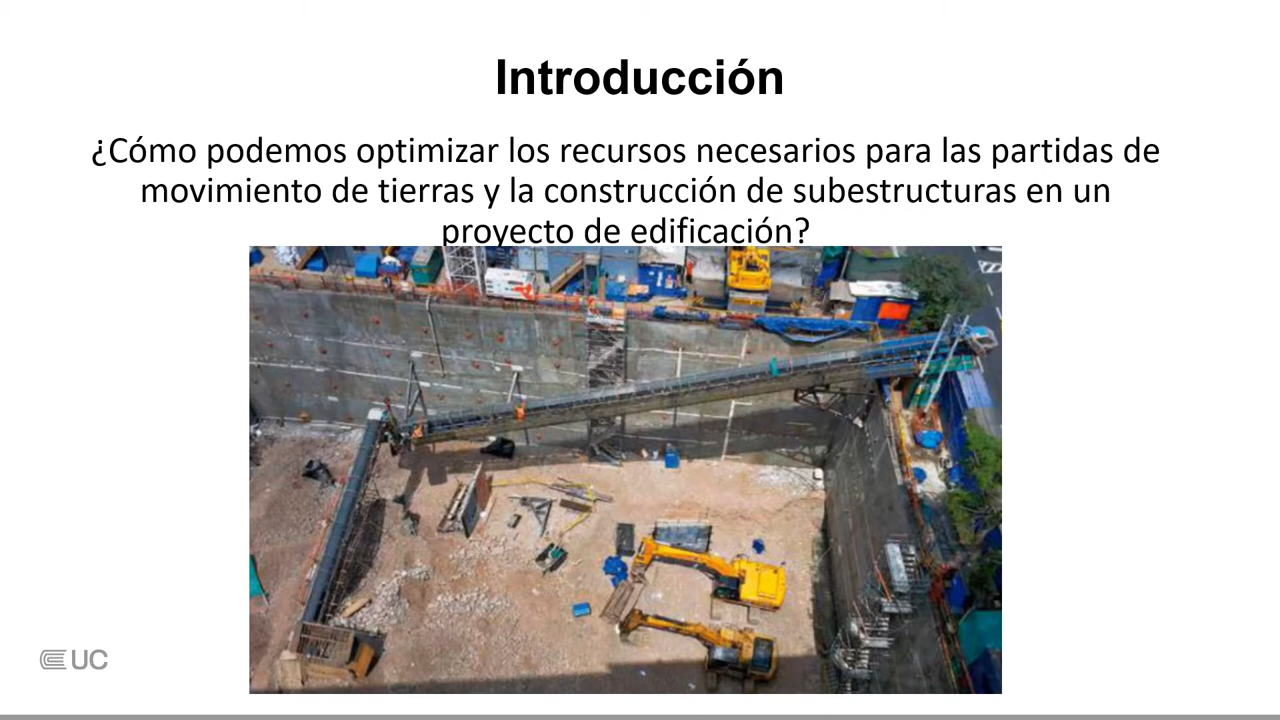 Introducción
¿Cómo podemos optimizar los recursos necesarios para las partidas de
movimiento de tierras y la construcción de subestructuras en un
proyecto de edificación?
UC